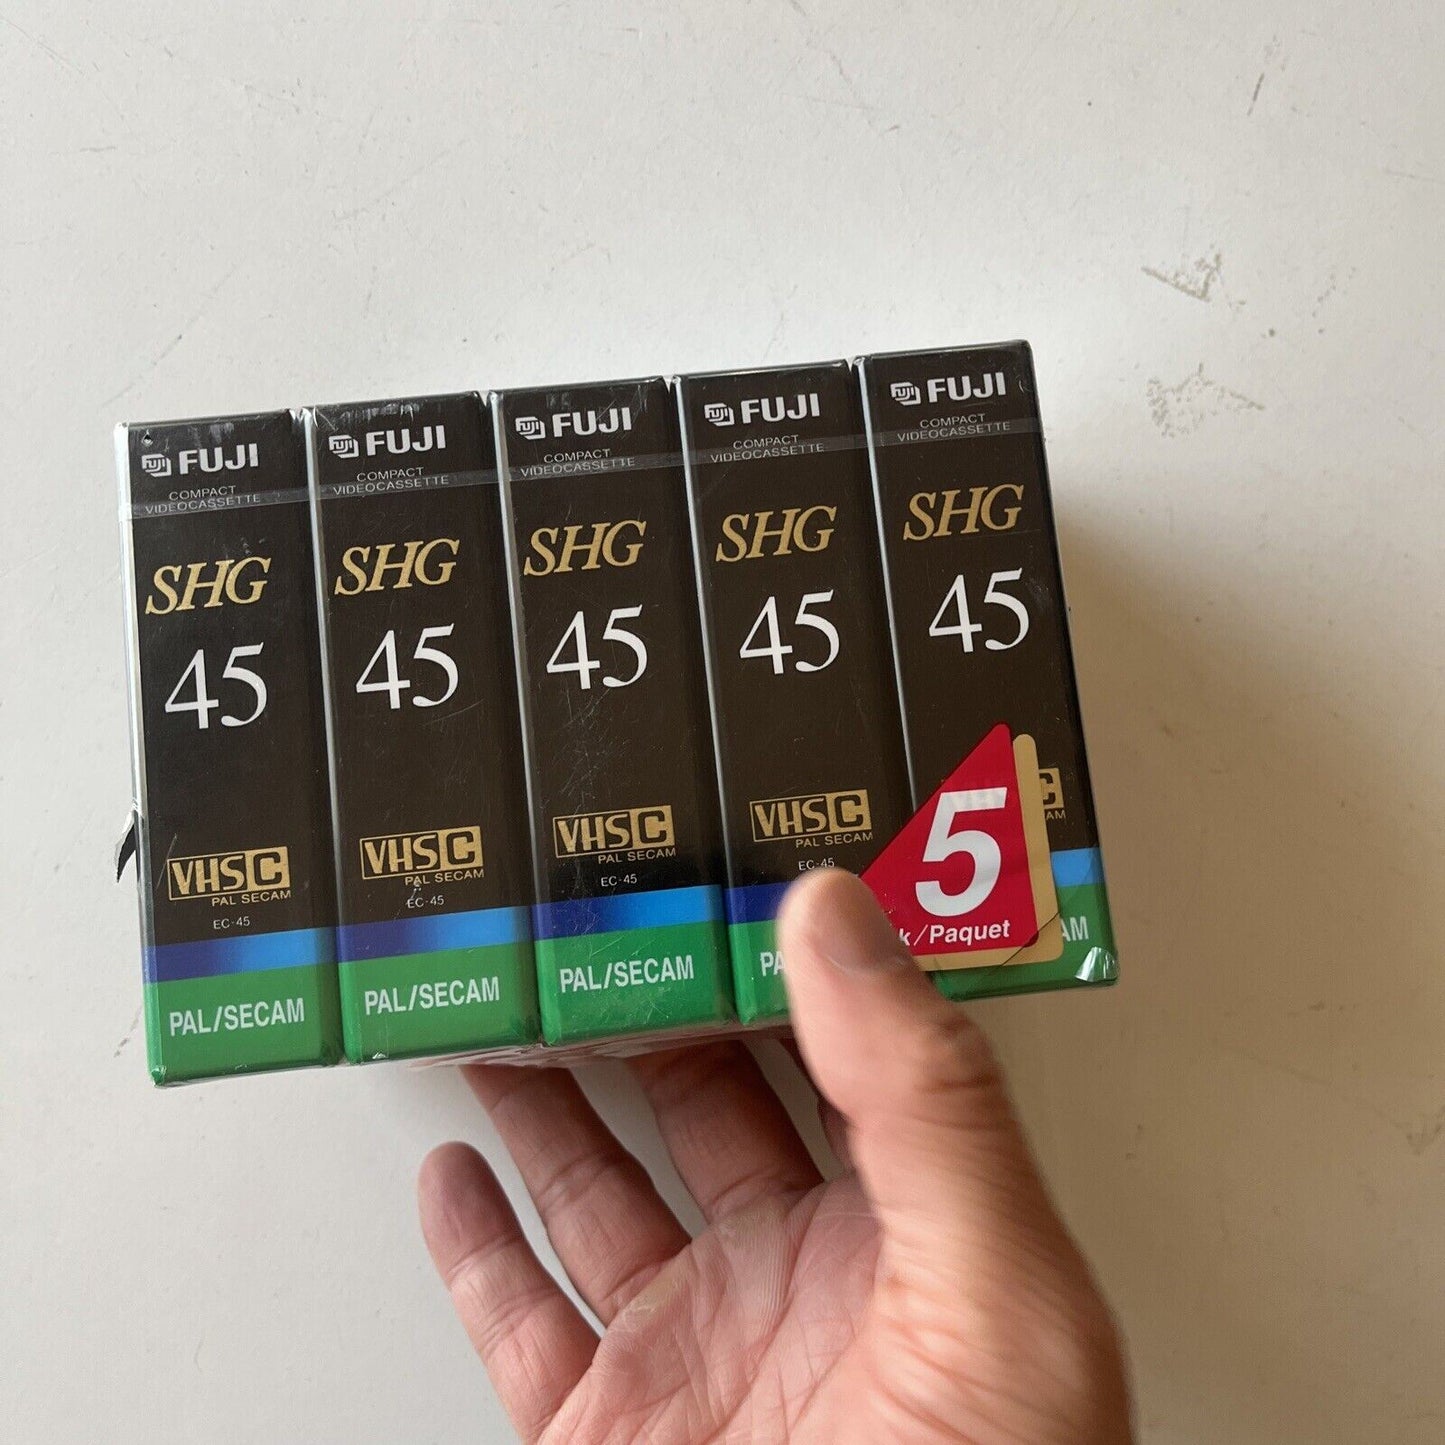 FUJI
COMPACT
VIDEOCASSETTE
SHG
45
VHS C
PAL SECAM
EC-45
PAL/SECAM
FUJI
COMPACT
VIDEOCASSETTE
SHG
45
VHS C
PAL SECAM
EC-45
PAL/SECAM
FUJI
COMPACT
VIDEOCASSETTE
SHG
45
VHS C
PAL SECAM
EC-45
PAL/SECAM
FUJI
COMPACT
VIDEOCASSETTE
SHG
45
VHS C
PAL SECAM
EC-45
FUJI
COMPACT
VIDEOCASSETTE
SHG
45
C
5
/Paquet